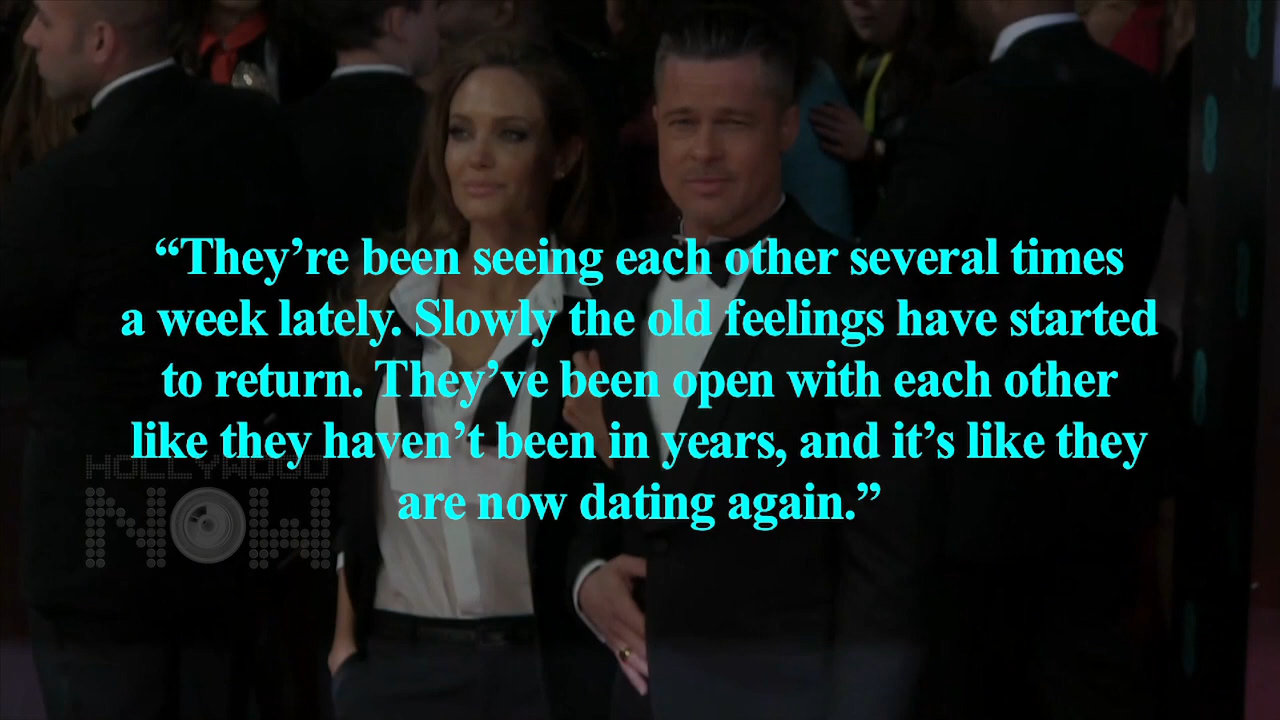 “They’re been seeing each other several times
a week lately. Slowly the old feelings have started
to return. They’ve been open with each other
like they haven’t been in years, and it’s like they
are now dating again.”
HOLLYWOOD
NOW